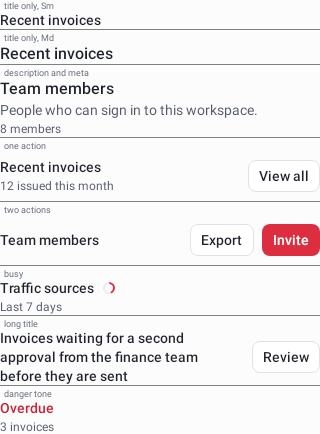 title only, Sm
Recent invoices
title only, Md
Recent invoices
description and meta
Team members
People who can sign in to this workspace.
8 members
one action
Recent invoices
View all
12 issued this month
two actions
Team members
Export
Invite
busy
Traffic sources
Last 7 days
long title
Invoices waiting for a second
approval from the finance team
before they are sent
Review
danger tone
Overdue
3 invoices